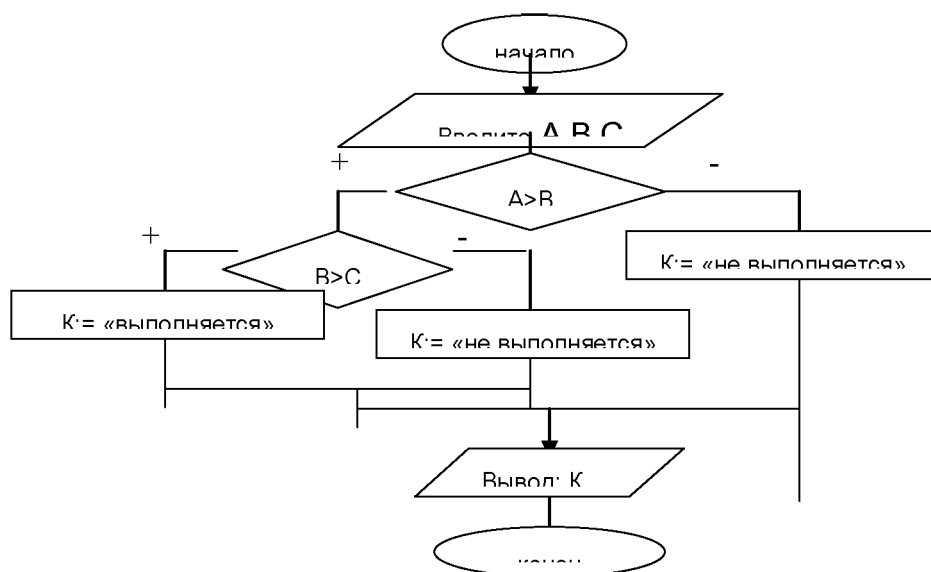 начало
Введите A,B,C
+
-
A>B
+
-
B>C
К:= «не выполняется»
К:= «выполняется»
К:= «не выполняется»
Вывод: К
конец